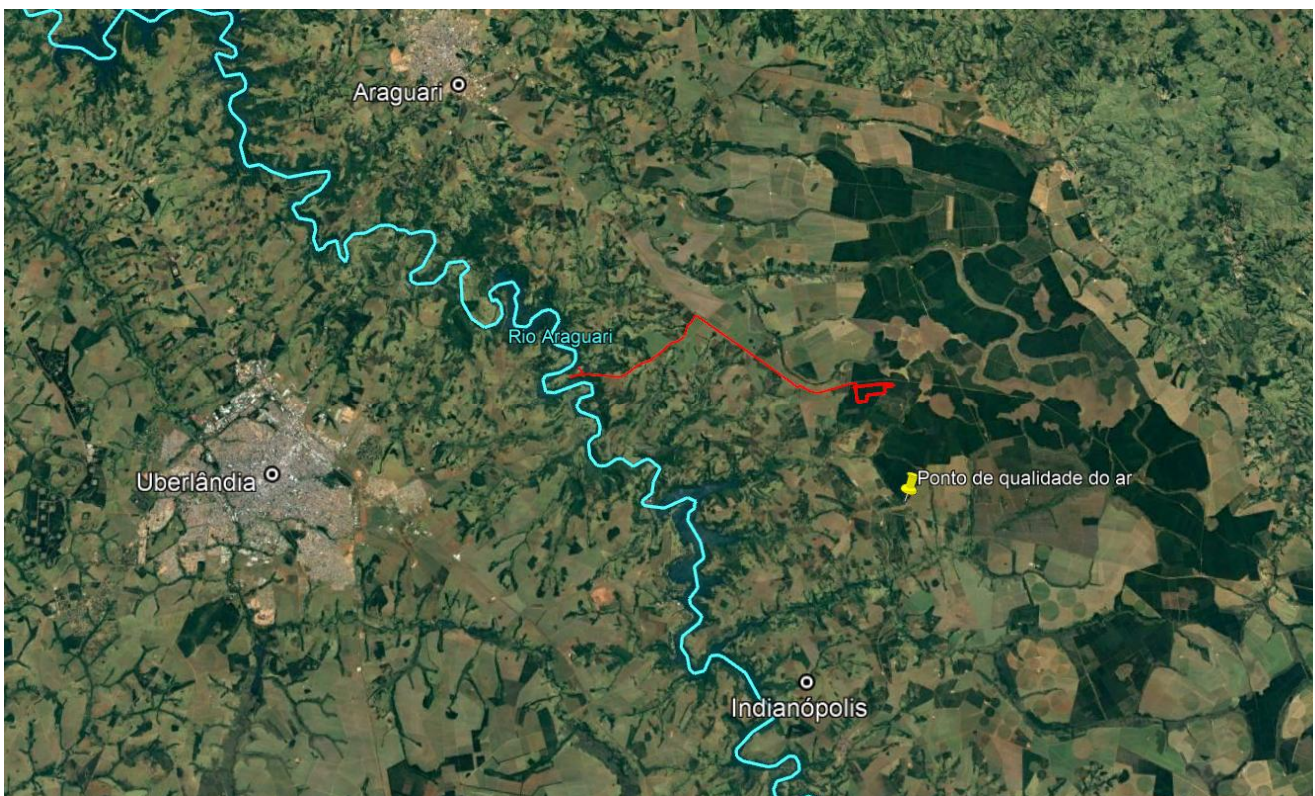 Araguari
Rio Araguari
Uberlândia
Ponto de qualidade do ar
Indianópolis